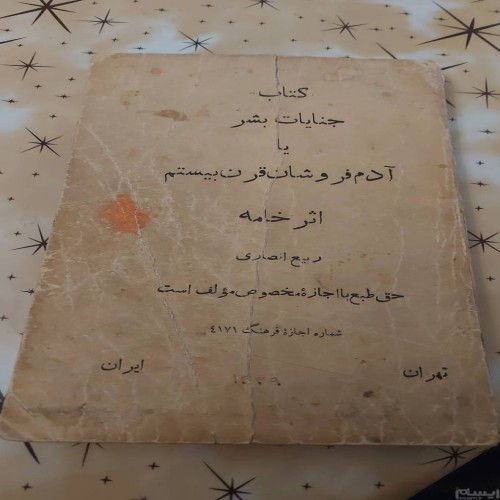 کتاب
جنایات بشر
یا
آدم فروشان قرن بیستم
اثر خامه
ربیع انصاری
حق طبع با اجازهٔ مخصوص مؤلف است
شماره اجازهٔ فرهنگ ۴۱۷۱
تهران ایران
ایسام